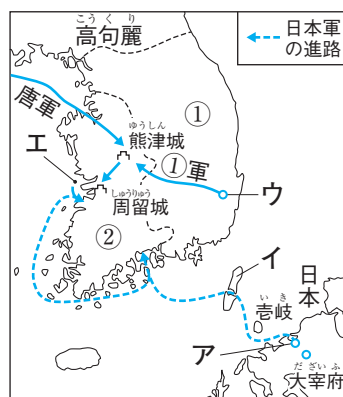 こうくり
高句麗
日本軍
の進路
唐軍
①
ゆうしん
熊津城
エ
①軍
しゅうりゅう
周留城
ウ
②
イ
日本
いき
壱岐
ア
だざいふ
大宰府